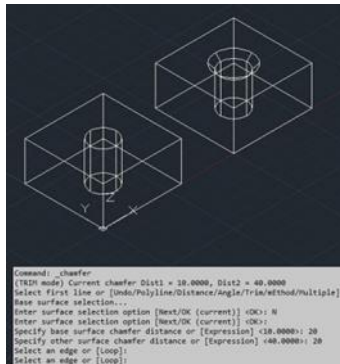 Y
Z
X
Command: _chamfer
(TRIM mode) Current chamfer Dist1 = 10.0000, Dist2 = 40.0000
Select first line or [Undo/Polyline/Distance/Angle/Trim/mEthod/Multiple]
Base surface selection...
Enter surface selection option [Next/OK (current)] <OK>: N
Enter surface selection option [Next/OK (current)] <OK>:
Specify base surface chamfer distance or [Expression] <10.0000>: 20
Specify other surface chamfer distance or [Expression] <40.0000>: 20
Select an edge or [Loop]:
Select an edge or [Loop]: